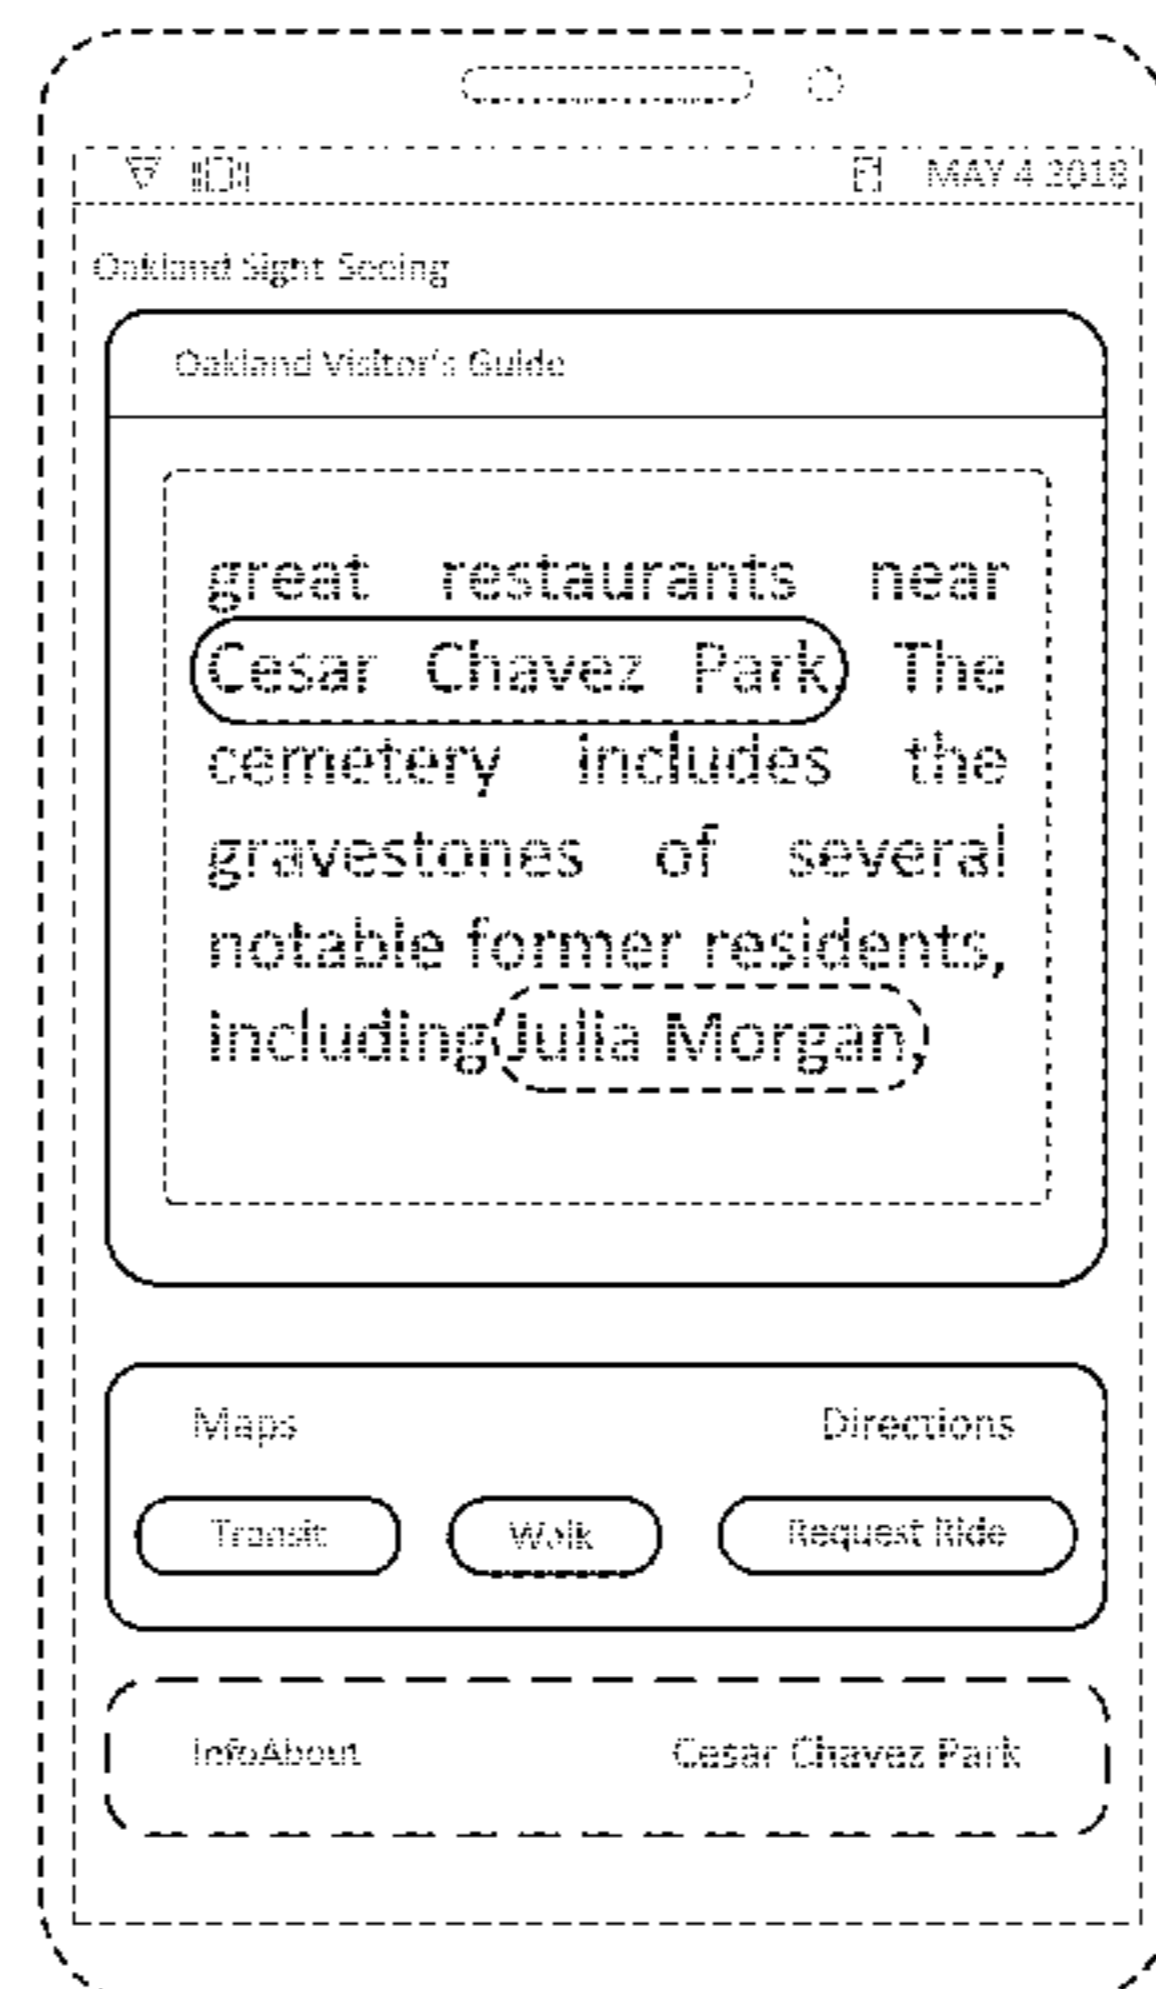 MAY 4 2018
Oakland Sight Seeing
Oakland Visitor's Guide
great restaurants near
Cesar Chavez Park The
cemetery includes the
gravestones of several
notable former residents,
including Julia Morgan,
Maps Directions
Transit Walk Request Ride
InfoAbout Cesar Chavez Park